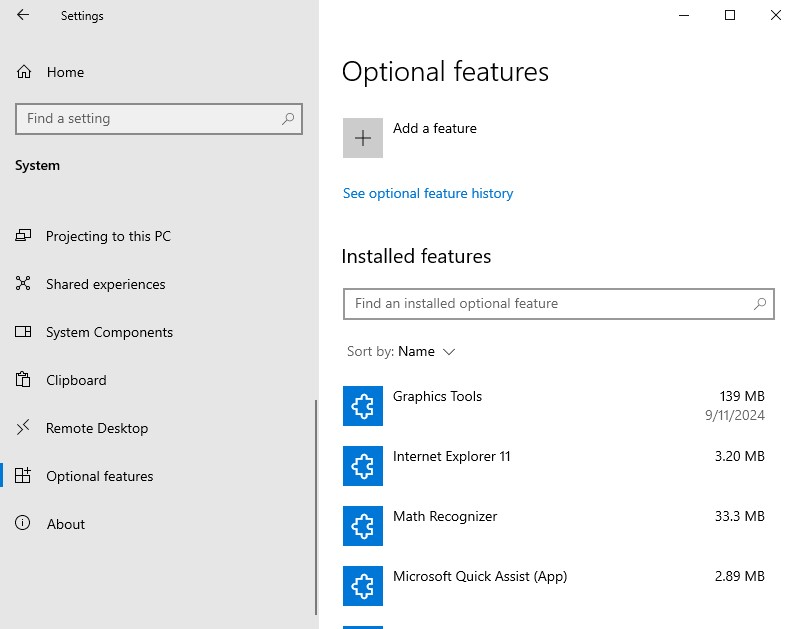 Settings
Home
Find a setting
System
Projecting to this PC
Shared experiences
System Components
Clipboard
Remote Desktop
Optional features
About
Optional features
Add a feature
See optional feature history
Installed features
Find an installed optional feature
Sort by: Name
Graphics Tools 139 MB
9/11/2024
Internet Explorer 11 3.20 MB
Math Recognizer 33.3 MB
Microsoft Quick Assist (App) 2.89 MB